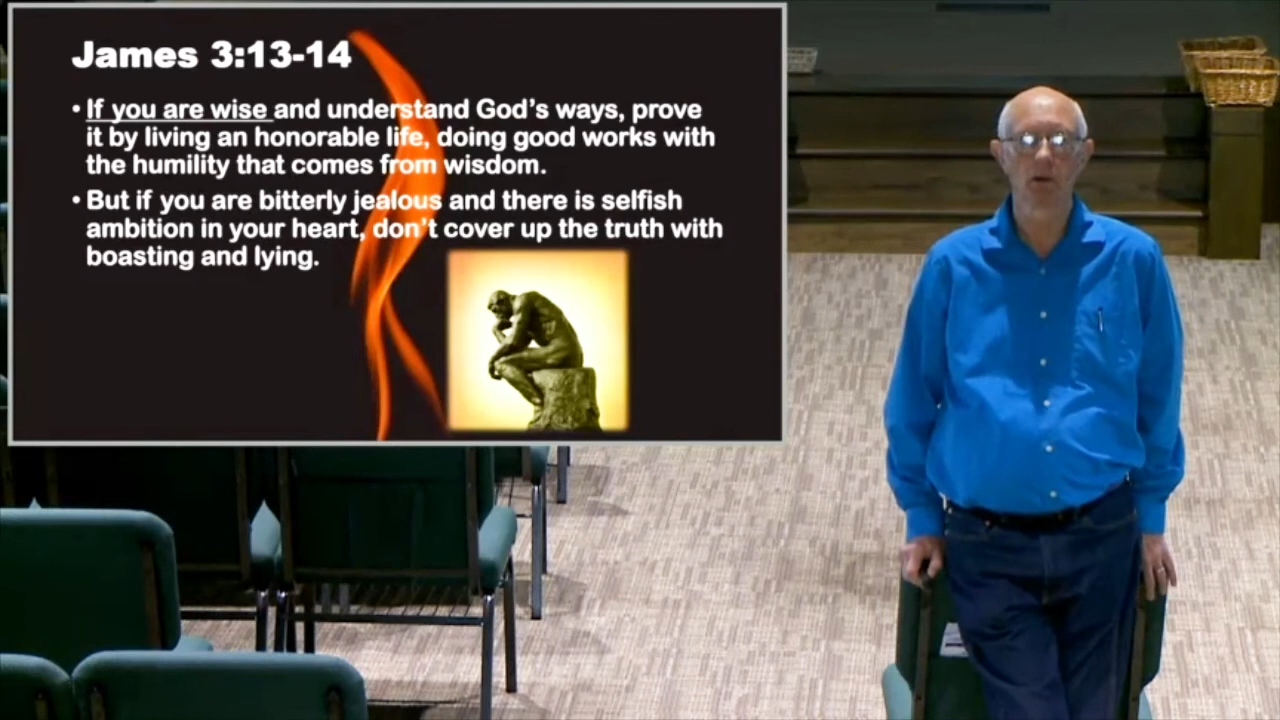 James 3:13-14
• If you are wise and understand God's ways, prove
it by living an honorable life, doing good works with
the humility that comes from wisdom.
• But if you are bitterly jealous and there is selfish
ambition in your heart, don't cover up the truth with
boasting and lying.